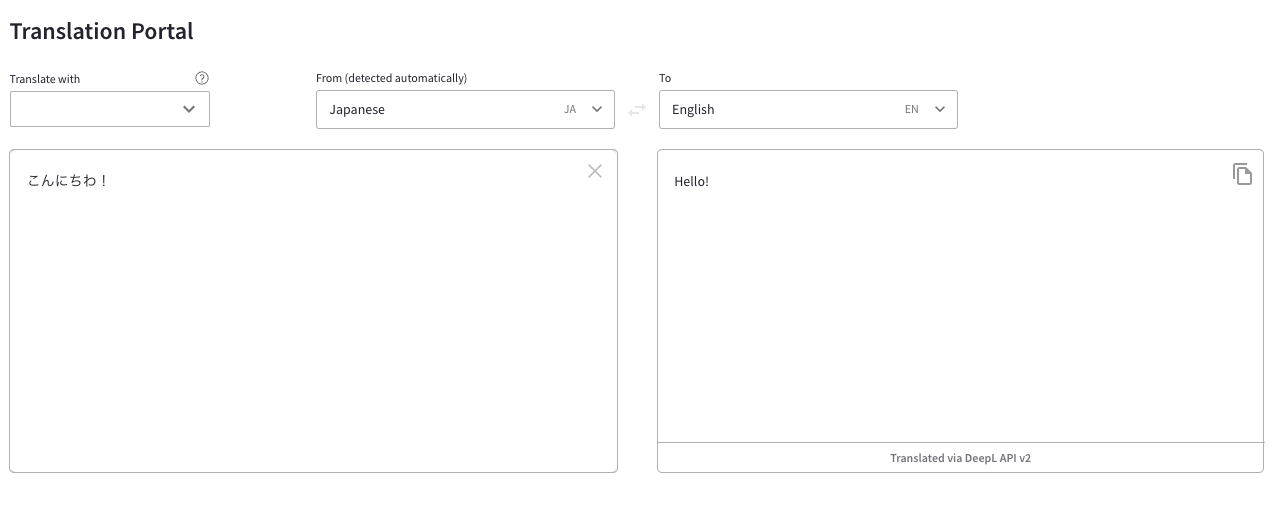 Translation Portal
Translate with
From (detected automatically)
To
Japanese JA
English EN
こんにちわ！
Hello!
Translated via DeepL API v2